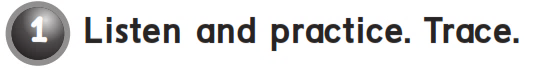 1 Listen and practice. Trace.